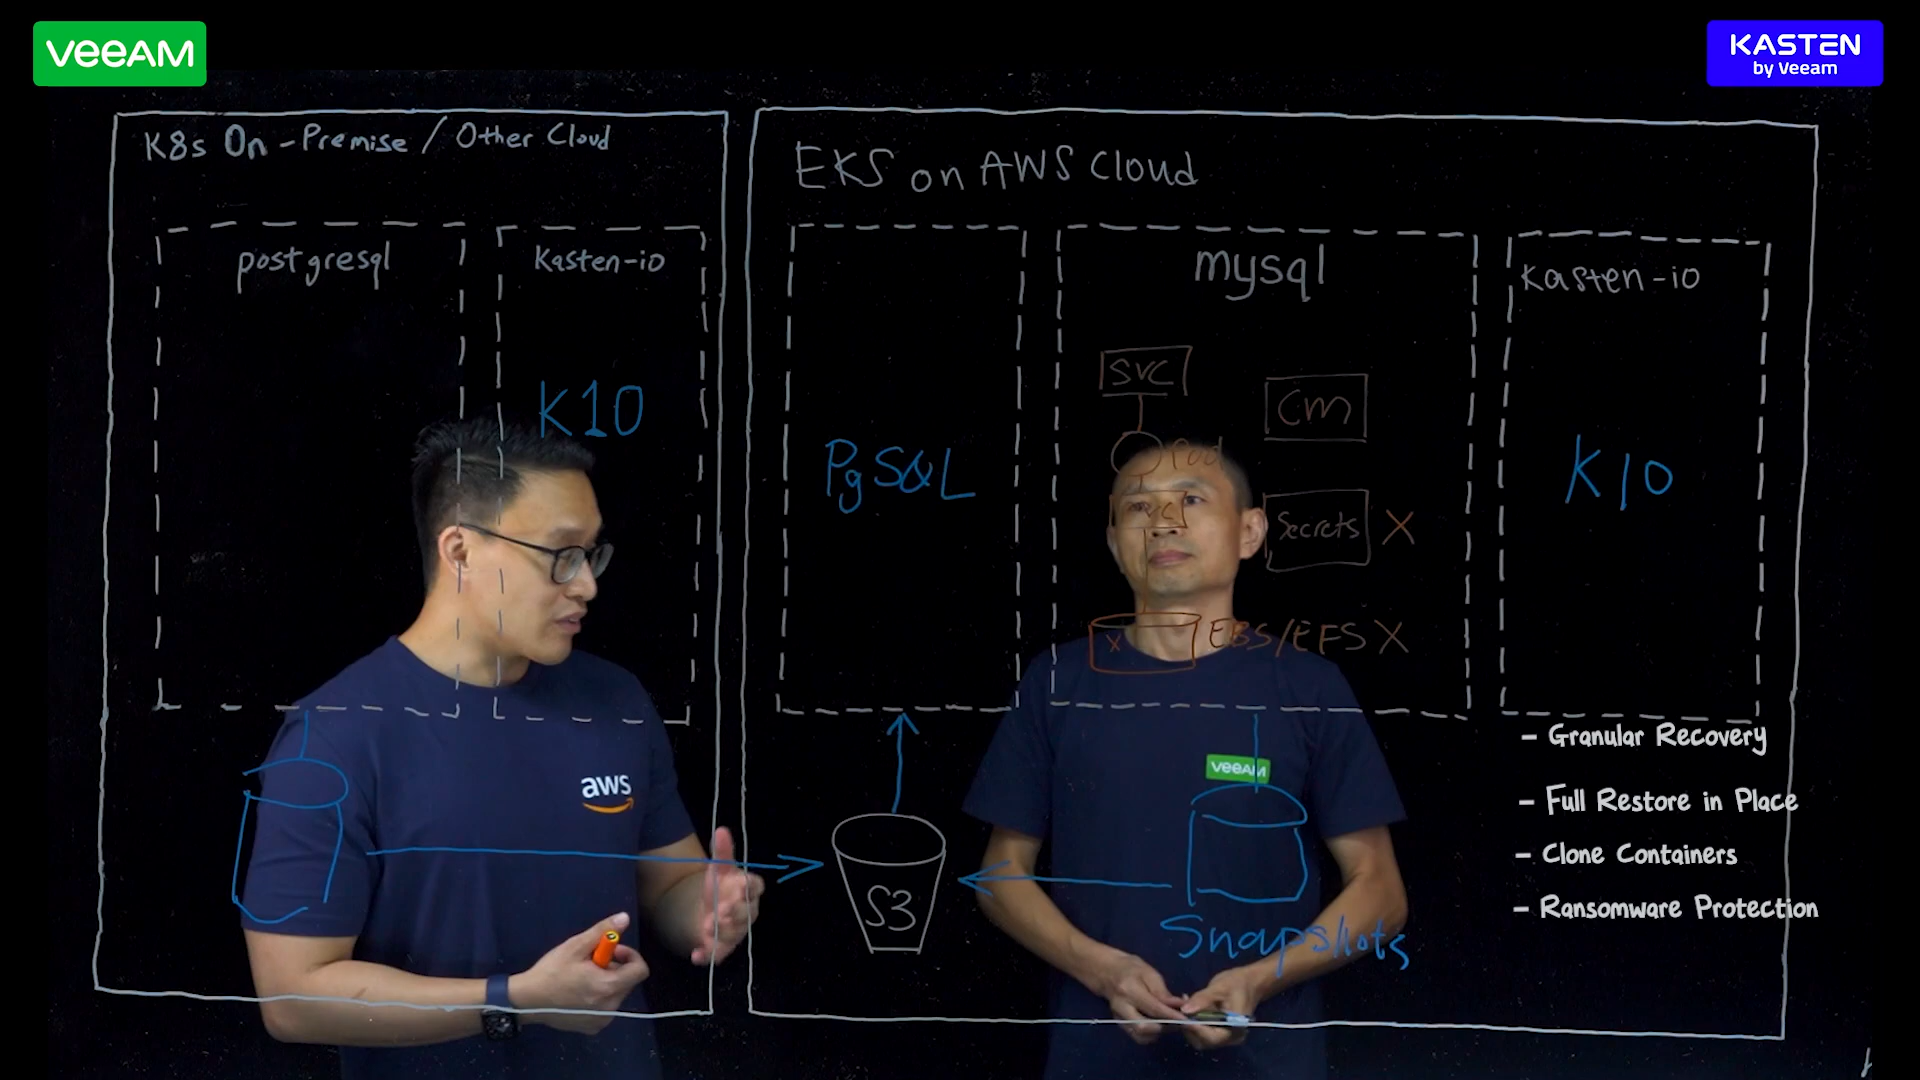 veeAM
KASTEN
by Veeam
K8s On-Premise / Other Cloud
postgresql
Kasten-io
K10
EKS on AWS Cloud
PgSQL
mysql
SVC
Pod
cm
Secrets X
X EBS/EFS X
Kasten-io
K10
aws
veeAM
S3
Snapshots
- Granular Recovery
- Full Restore in Place
- Clone Containers
- Ransomware Protection